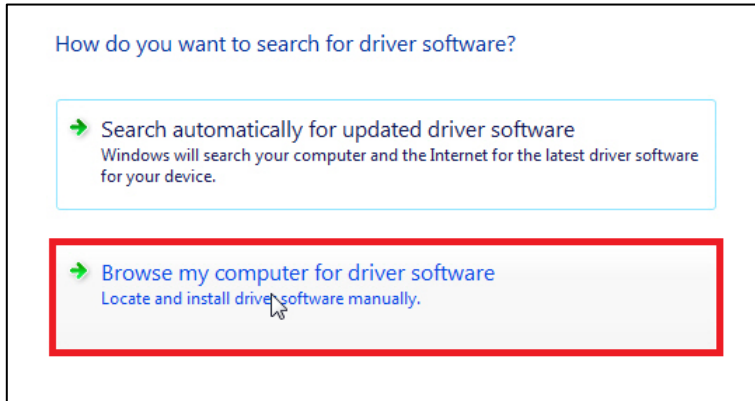 How do you want to search for driver software?
Search automatically for updated driver software
Windows will search your computer and the Internet for the latest driver software
for your device.
Browse my computer for driver software
Locate and install driver software manually.